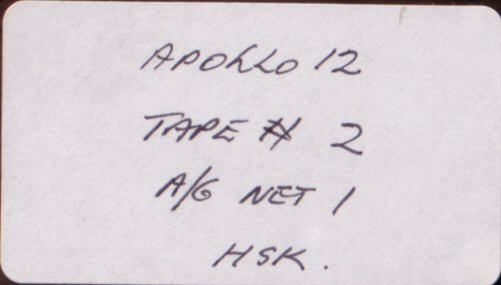 APOLLO 12
TAPE # 2
A/G NET 1
HSK.